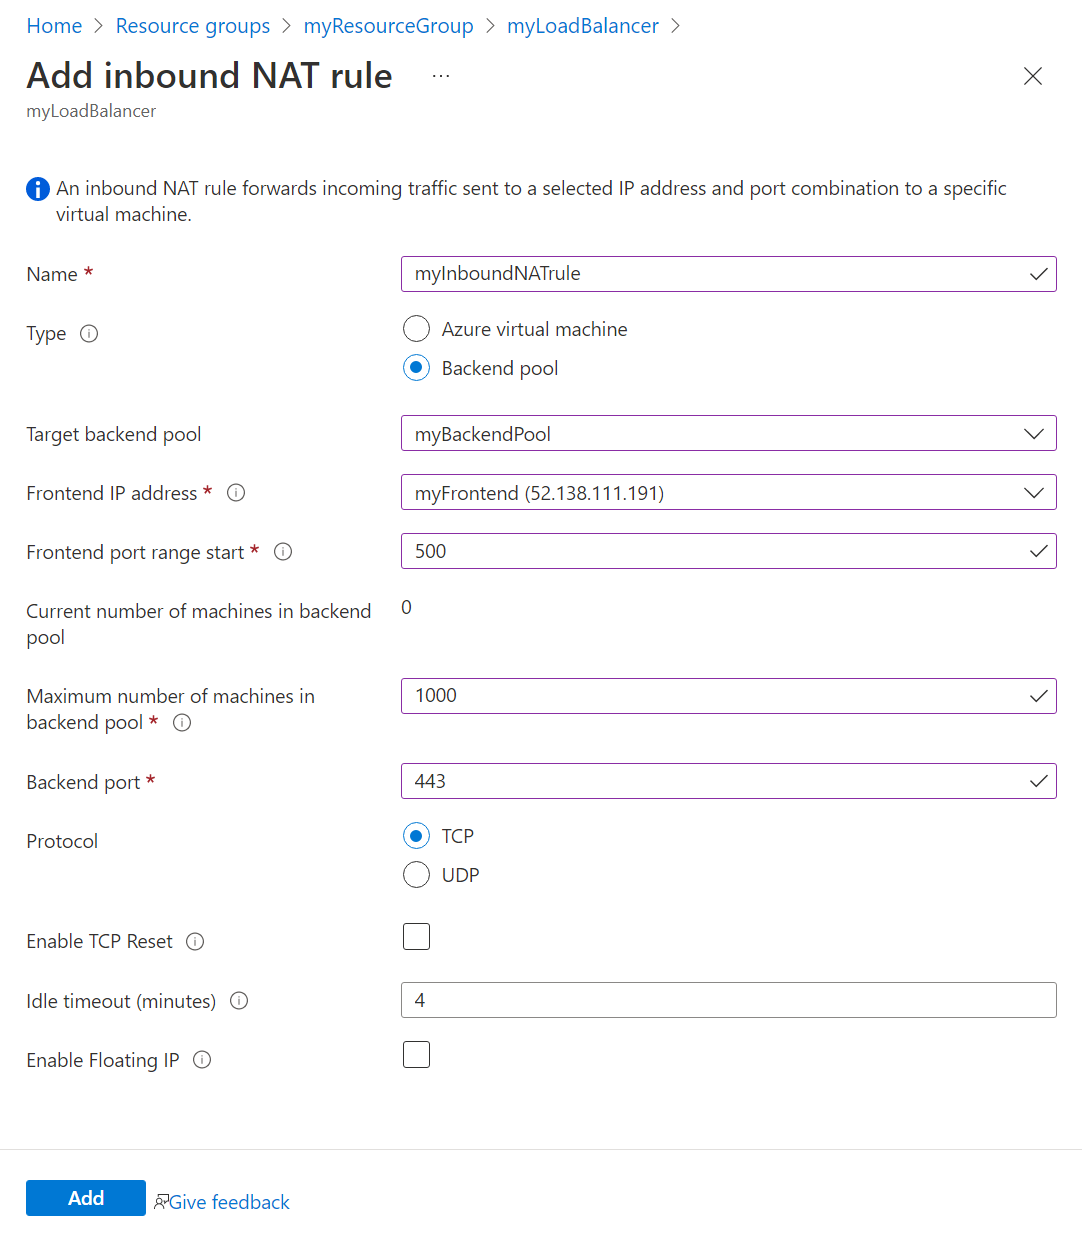 Home > Resource groups > myResourceGroup > myLoadBalancer >
Add inbound NAT rule ...
myLoadBalancer
An inbound NAT rule forwards incoming traffic sent to a selected IP address and port combination to a specific
virtual machine.
Name * myInboundNATrule
Type Azure virtual machine
Backend pool
Target backend pool myBackendPool
Frontend IP address * myFrontend (52.138.111.191)
Frontend port range start * 500
Current number of machines in backend 0
pool
Maximum number of machines in 1000
backend pool *
Backend port * 443
Protocol TCP
UDP
Enable TCP Reset
Idle timeout (minutes) 4
Enable Floating IP
Add Give feedback